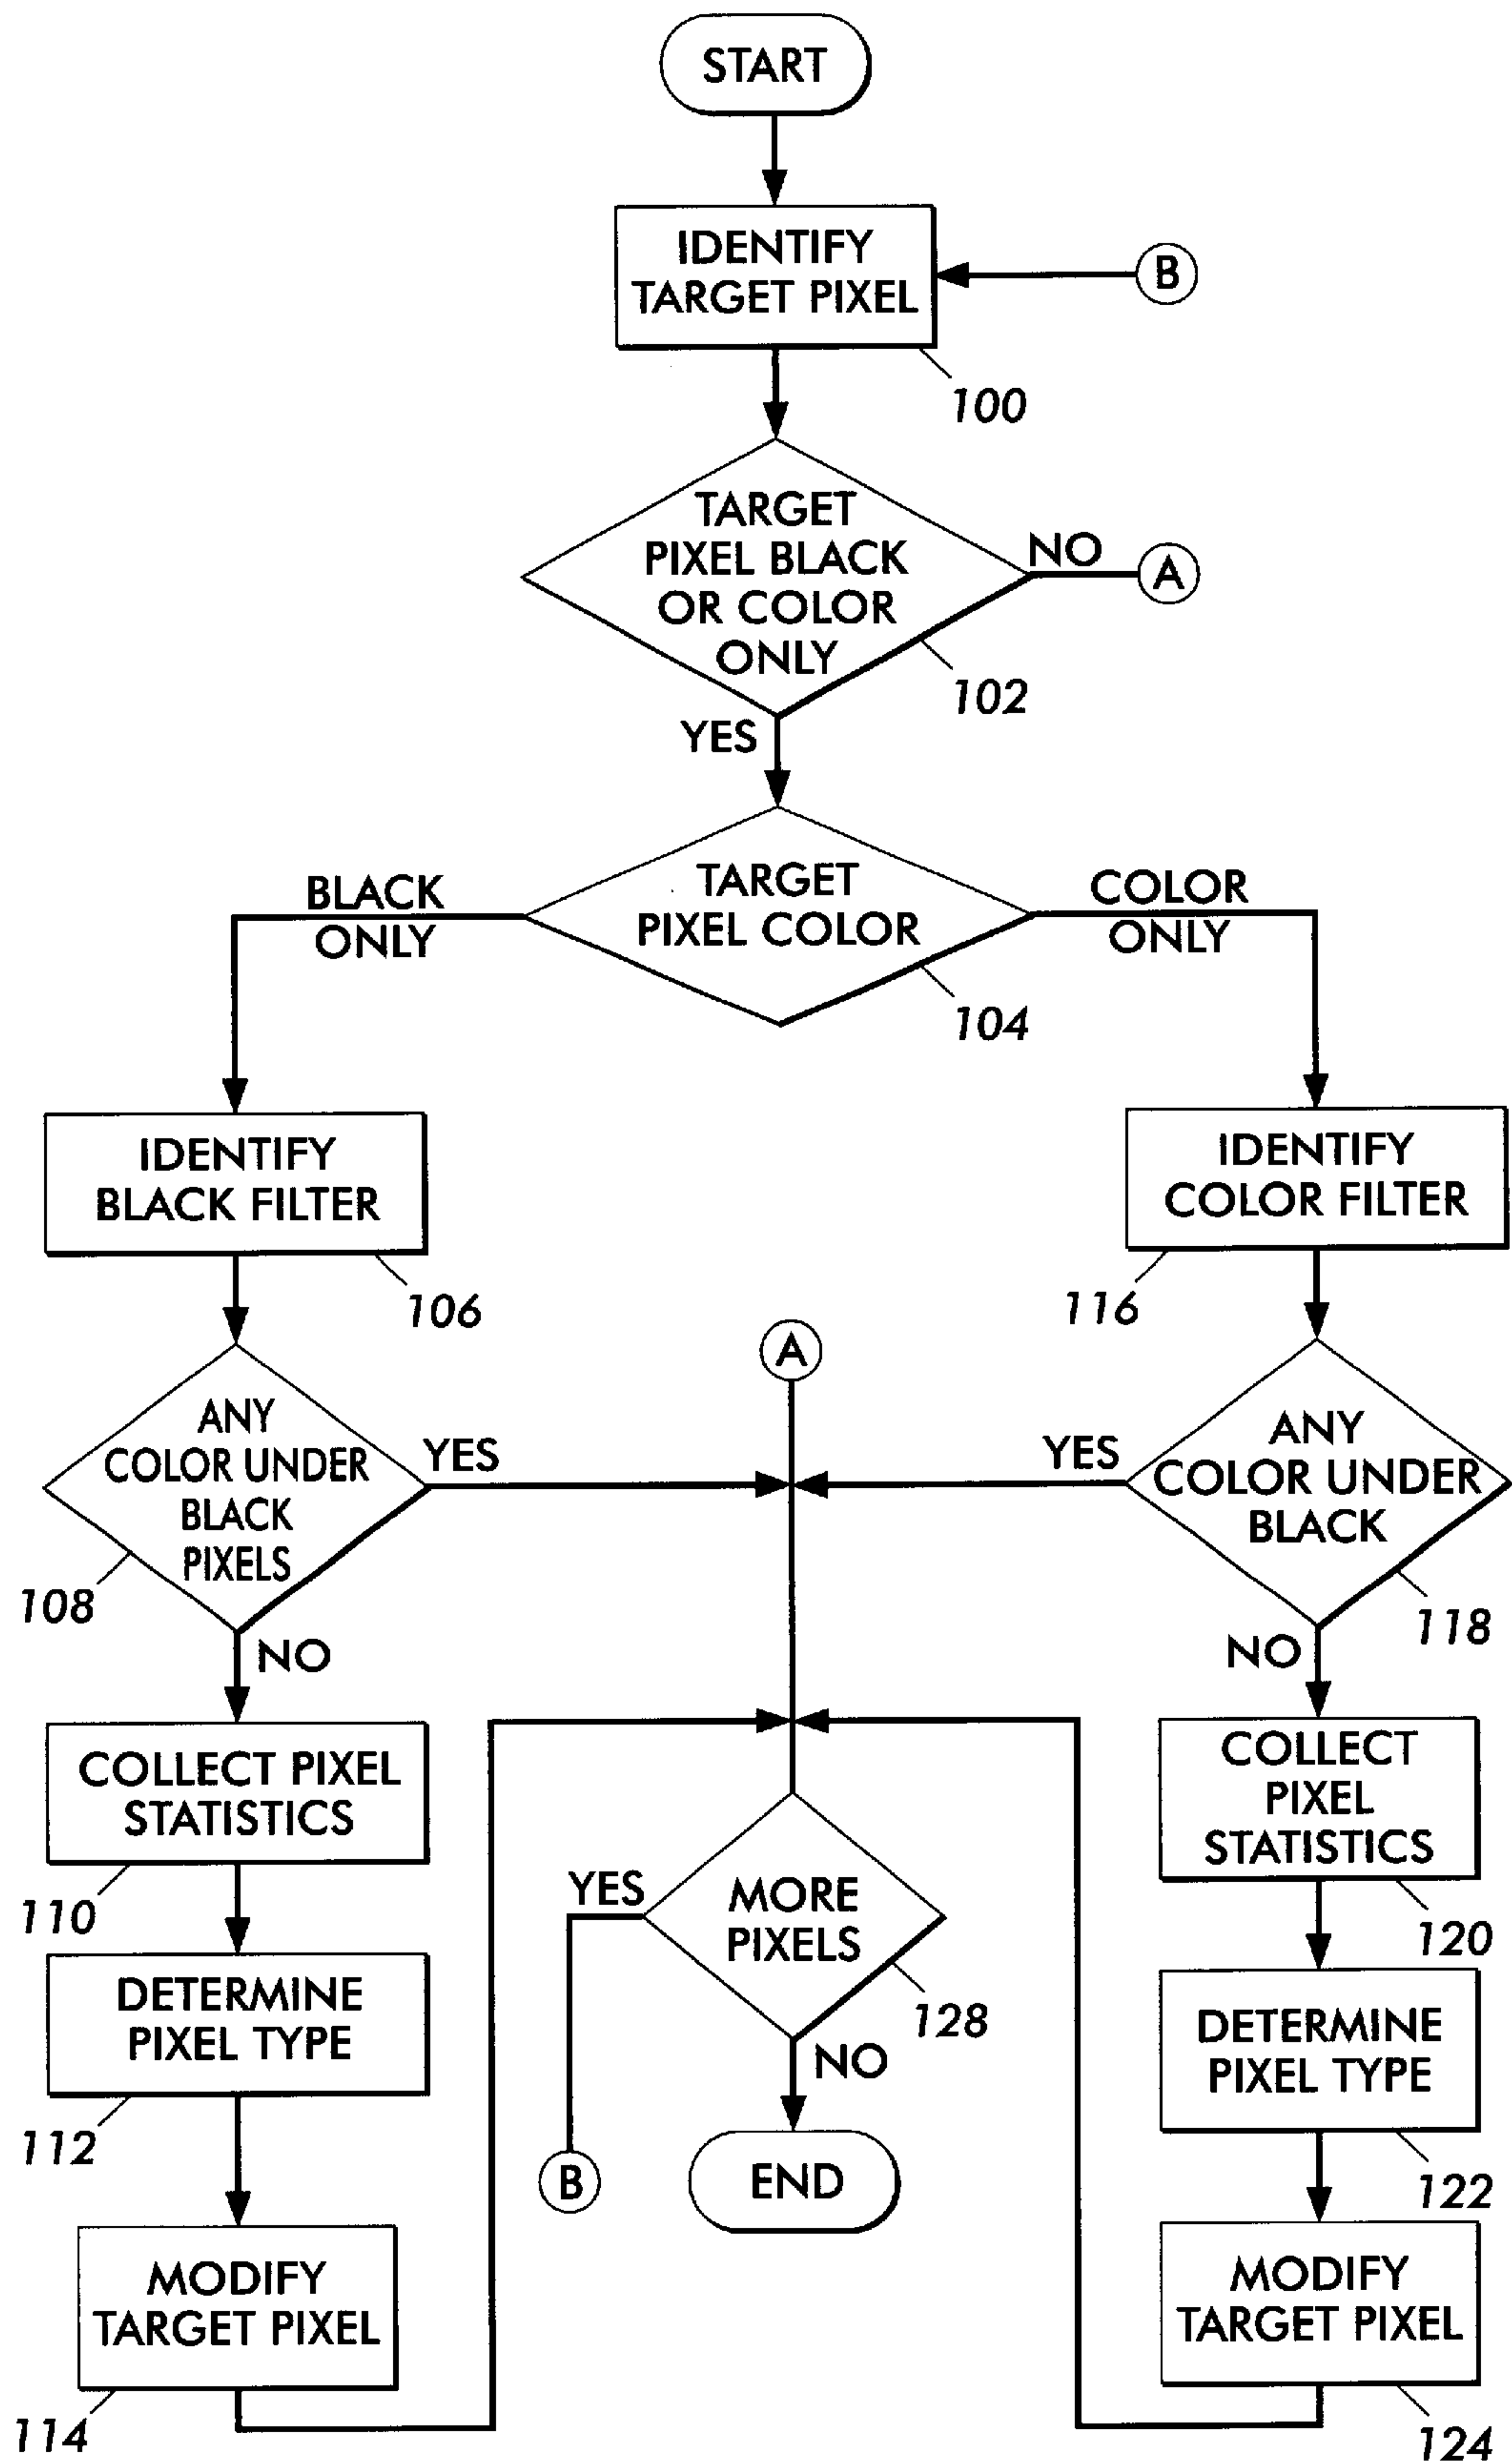 START
IDENTIFY
TARGET PIXEL
B
100
TARGET
PIXEL BLACK
OR COLOR
ONLY
NO
A
102
YES
TARGET
PIXEL COLOR
BLACK
ONLY
COLOR
ONLY
104
IDENTIFY
BLACK FILTER
106
IDENTIFY
COLOR FILTER
116
A
ANY
COLOR UNDER
BLACK
PIXELS
YES
108
NO
YES
ANY
COLOR UNDER
BLACK
118
NO
COLLECT PIXEL
STATISTICS
110
COLLECT
PIXEL
STATISTICS
120
YES
MORE
PIXELS
128
NO
DETERMINE
PIXEL TYPE
112
DETERMINE
PIXEL TYPE
122
B
END
MODIFY
TARGET PIXEL
114
MODIFY
TARGET PIXEL
124